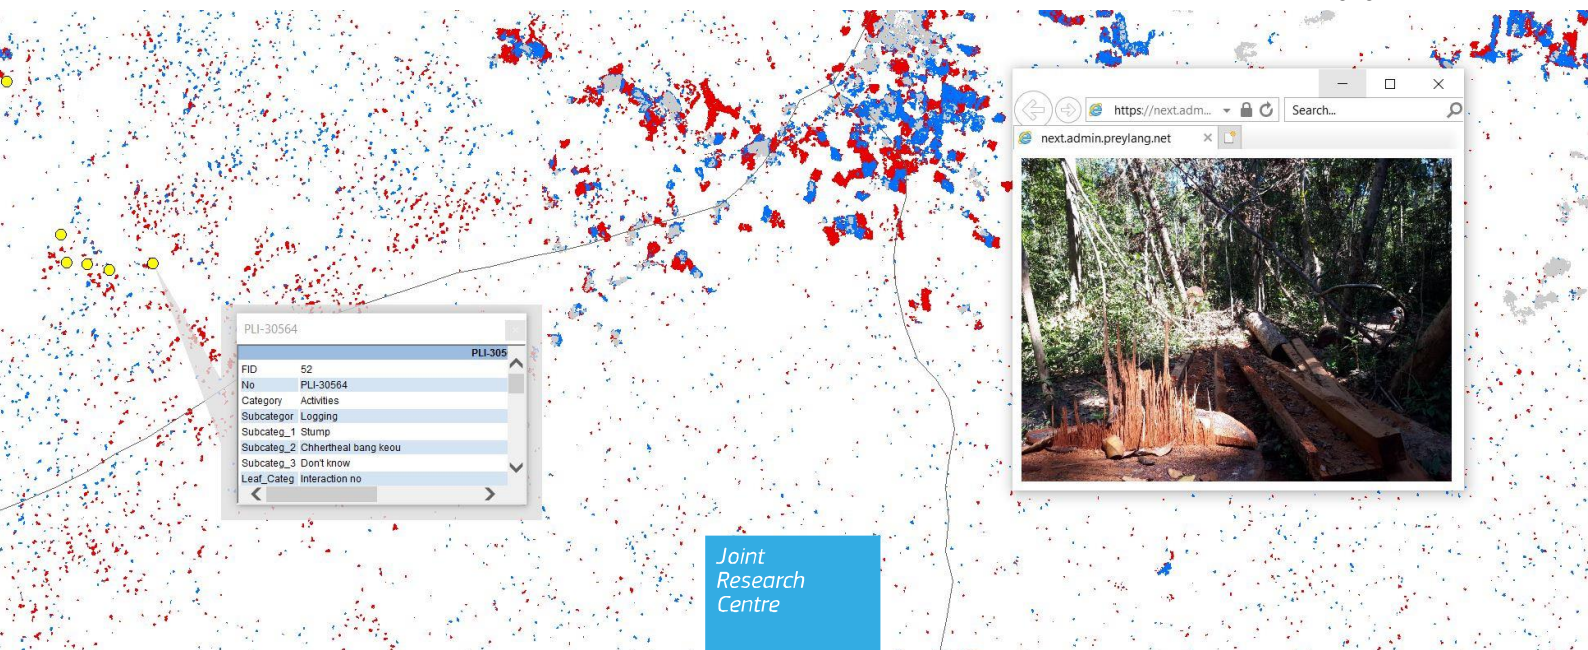 https://next.adm...
Search...
next.admin.preylang.net
PLI-30564
PLI-305
FID 52
No PLI-30564
Category Activities
Subcategor Logging
Subcateg_1 Stump
Subcateg_2 Chhertheal bang keou
Subcateg_3 Don't know
Leaf_Categ Interaction no
Joint
Research
Centre